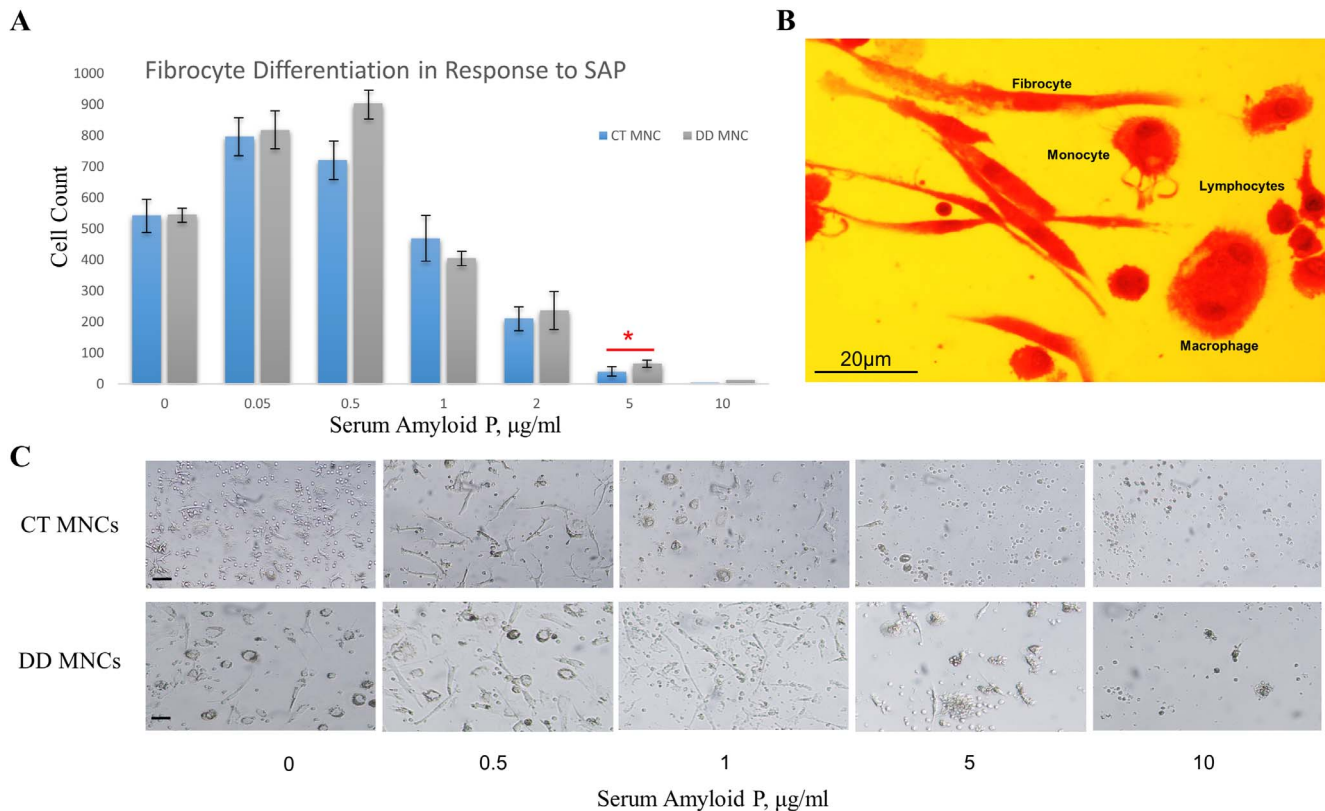 A
Fibrocyte Differentiation in Response to SAP
CT MNC
DD MNC
Cell Count
1000
900
800
700
600
500
400
300
200
100
0
*
0 0.05 0.5 1 2 5 10
Serum Amyloid P, μg/ml
B
Fibrocyte
Monocyte
Lymphocytes
Macrophage
20μm
C
CT MNCs
DD MNCs
0 0.5 1 5 10
Serum Amyloid P, μg/ml